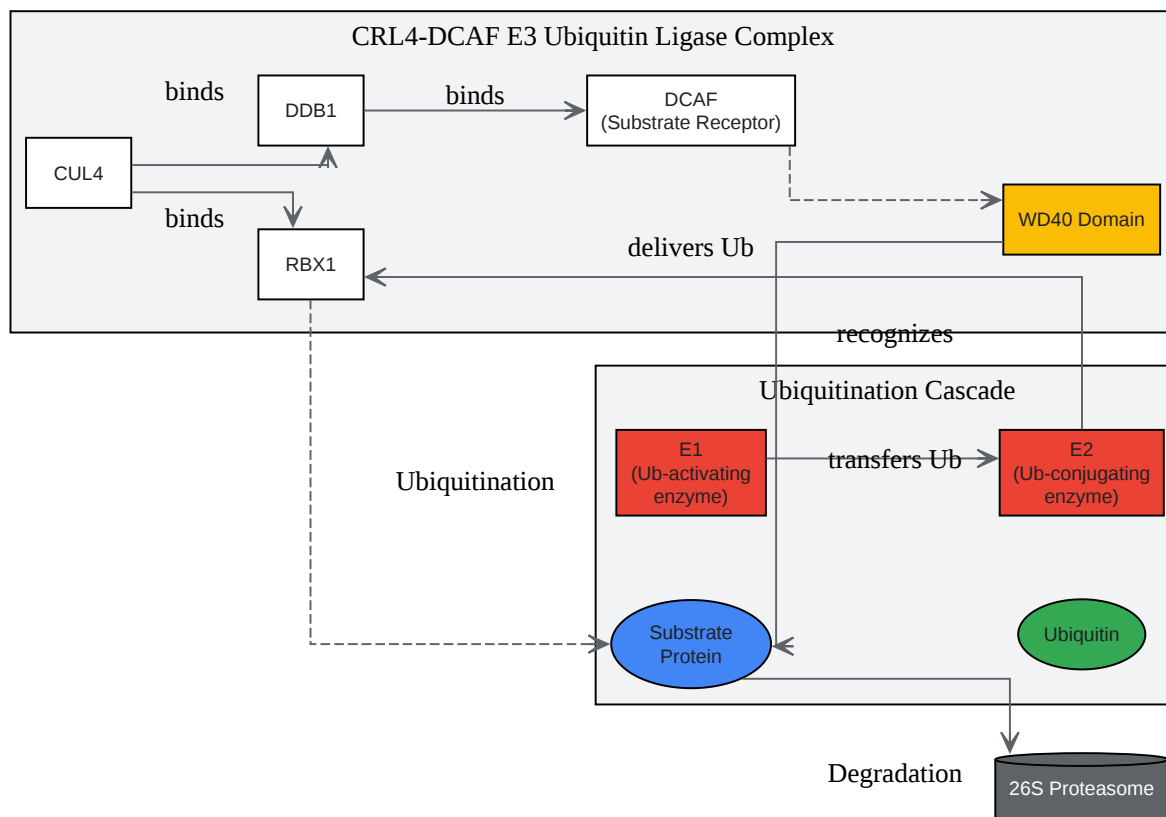 CRL4-DCAF E3 Ubiquitin Ligase Complex
binds
DDB1
binds
DCAF
(Substrate Receptor)
CUL4
binds
WD40 Domain
RBX1
delivers Ub
recognizes
Ubiquitination Cascade
E1
(Ub-activating
enzyme)
transfers Ub
E2
(Ub-conjugating
enzyme)
Ubiquitination
Substrate
Protein
Ubiquitin
Degradation
26S Proteasome